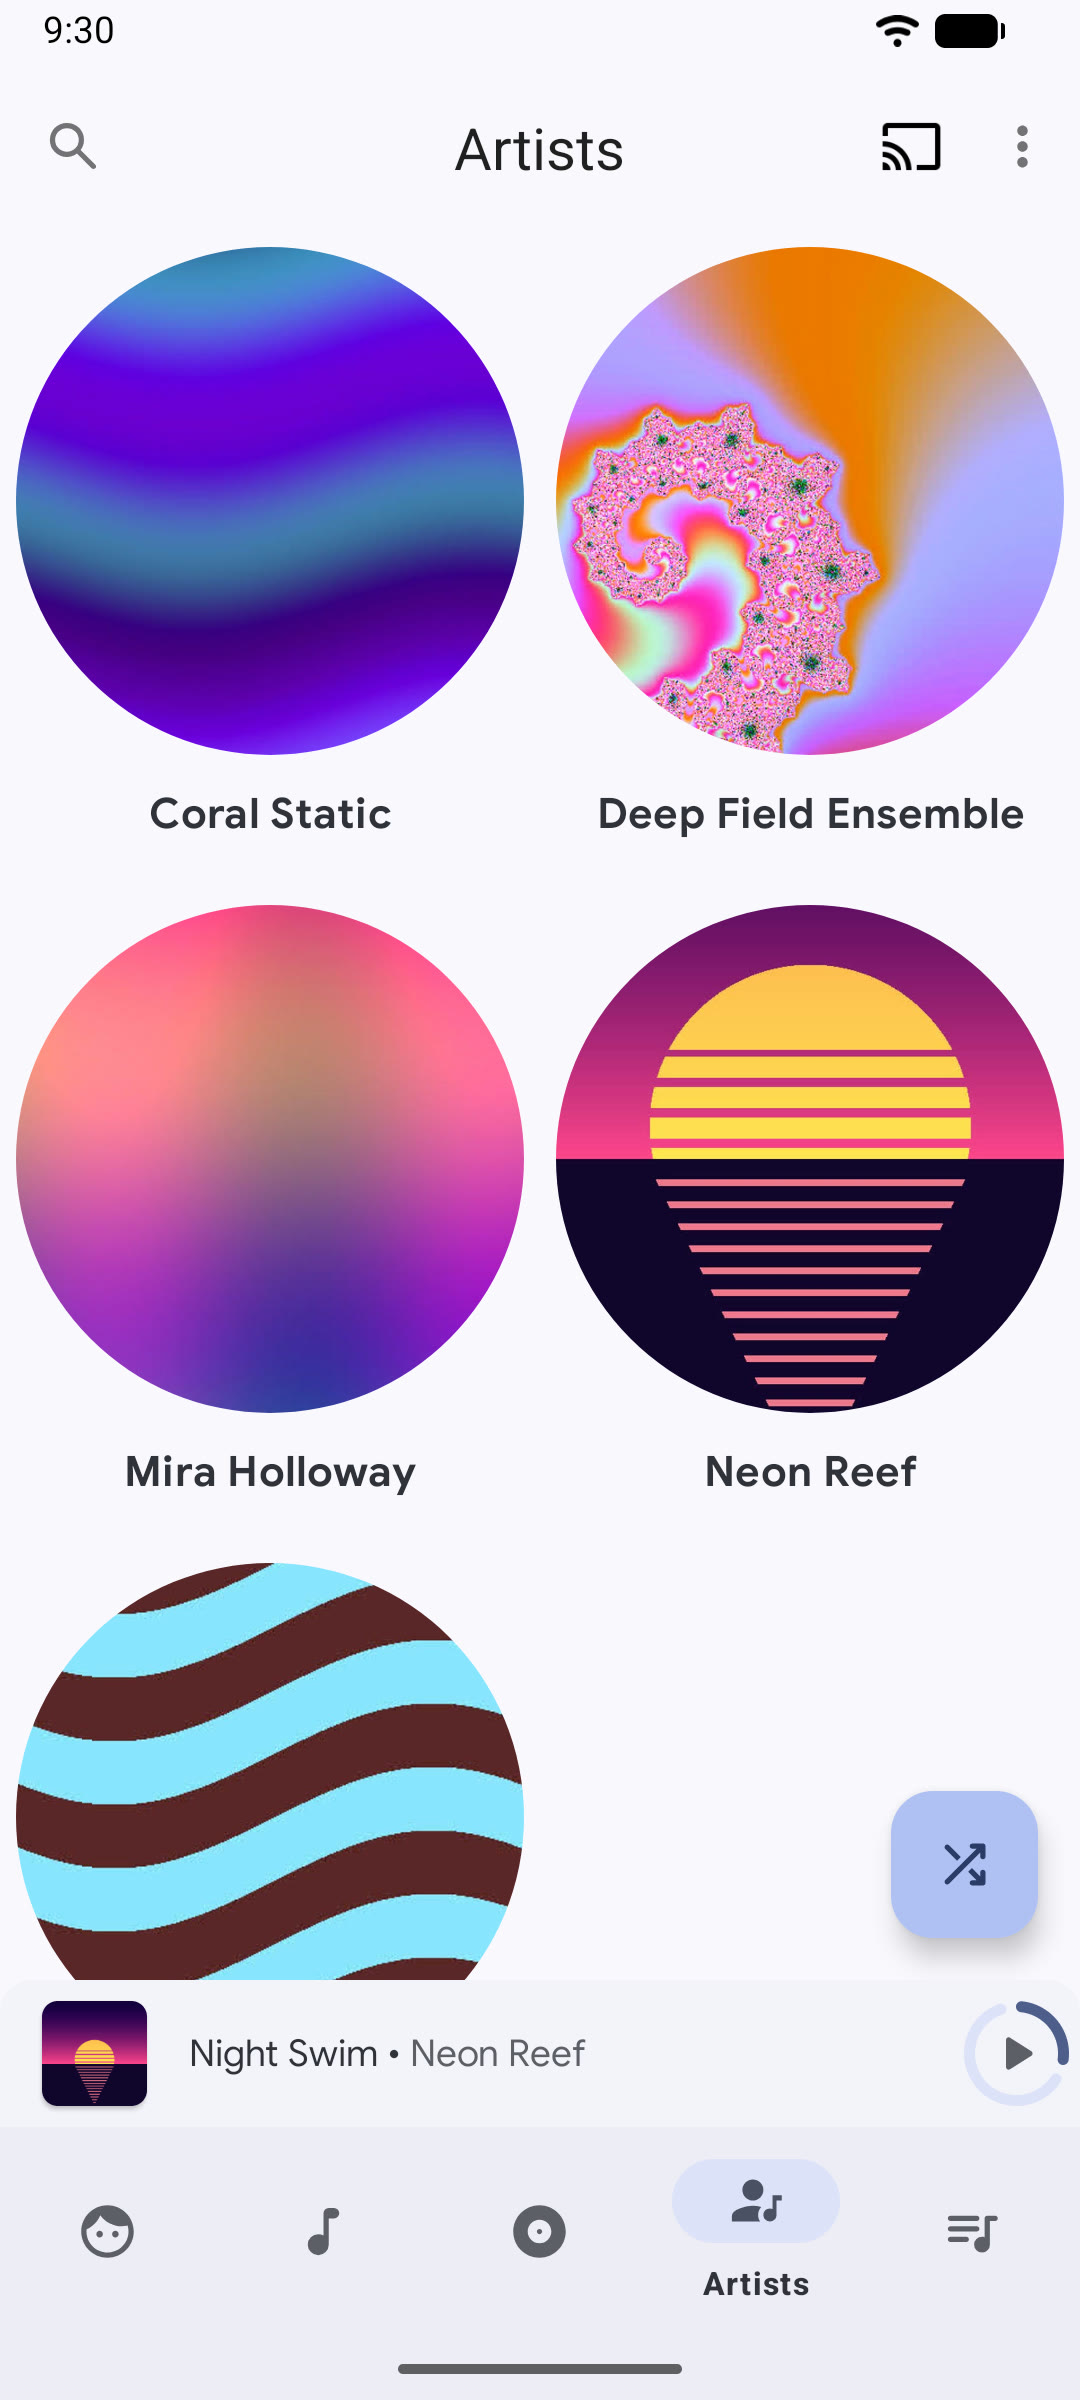 9:30
Artists
Coral Static
Deep Field Ensemble
Mira Holloway
Neon Reef
Night Swim • Neon Reef
Artists